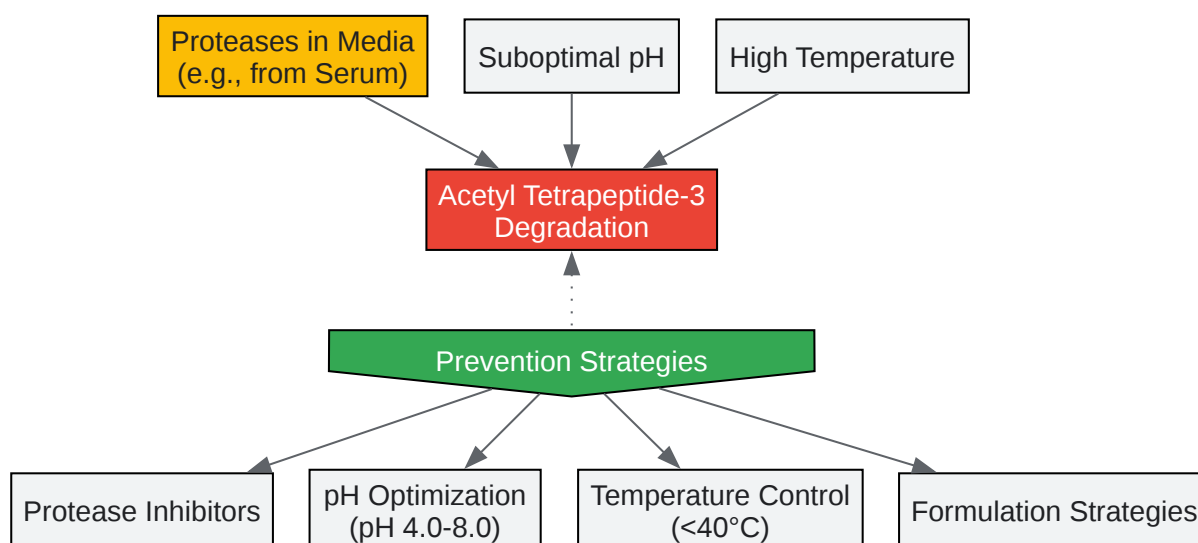 Proteases in Media
(e.g., from Serum)
Suboptimal pH
High Temperature
Acetyl Tetrapeptide-3
Degradation
Prevention Strategies
Protease Inhibitors
pH Optimization
(pH 4.0-8.0)
Temperature Control
(<40°C)
Formulation Strategies